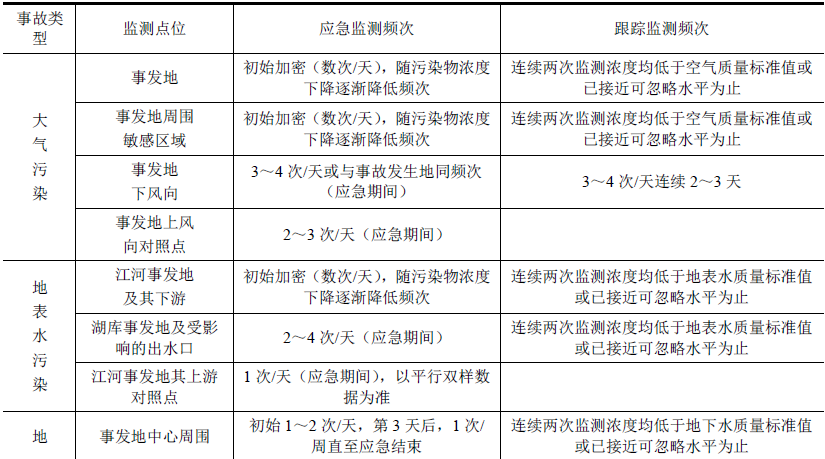 事故类型
监测点位
应急监测频次
跟踪监测频次
大气污染
事发地
初始加密（数次/天），随污染物浓度
下降逐渐降低频次
连续两次监测浓度均低于空气质量标准值或
已接近可忽略水平为止
事发地周围
敏感区域
初始加密（数次/天），随污染物浓度
下降逐渐降低频次
连续两次监测浓度均低于空气质量标准值或
已接近可忽略水平为止
事发地
下风向
3～4 次/天或与事故发生地同频次
（应急期间）
3～4 次/天连续 2～3 天
事发地上风
向对照点
2～3 次/天（应急期间）
地表水污染
江河事发地
及其下游
初始加密（数次/天），随污染物浓度
下降逐渐降低频次
连续两次监测浓度均低于地表水质量标准值
或已接近可忽略水平为止
湖库事发地及受影
响的出水口
2～4 次/天（应急期间）
连续两次监测浓度均低于地表水质量标准值
或已接近可忽略水平为止
江河事发地其上游
对照点
1 次/天（应急期间），以平行双样数
据为准
地
事发地中心周围
初始 1～2 次/天，第 3 天后，1 次/
周直至应急结束
连续两次监测浓度均低于地下水质量标准值
或已接近可忽略水平为止